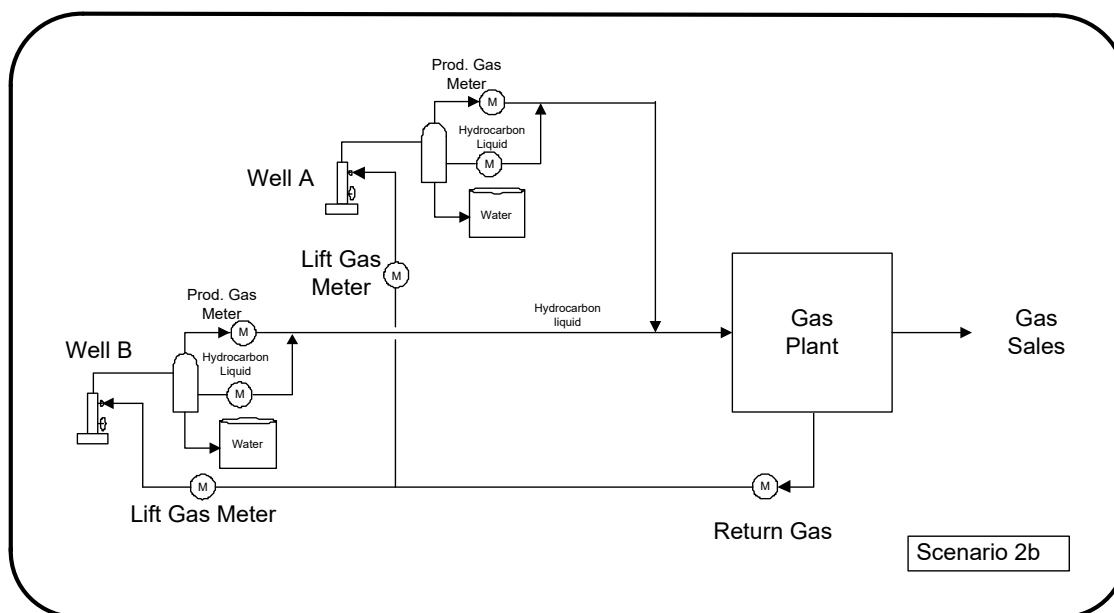 Prod. Gas
Meter
M
Hydrocarbon
Liquid
M
Well A
Water
Lift Gas
Meter
M
Prod. Gas
Meter
M
Hydrocarbon
liquid
Gas
Plant
Gas
Sales
Well B
Hydrocarbon
Liquid
M
Water
M
Lift Gas Meter
M
Return Gas
Scenario 2b